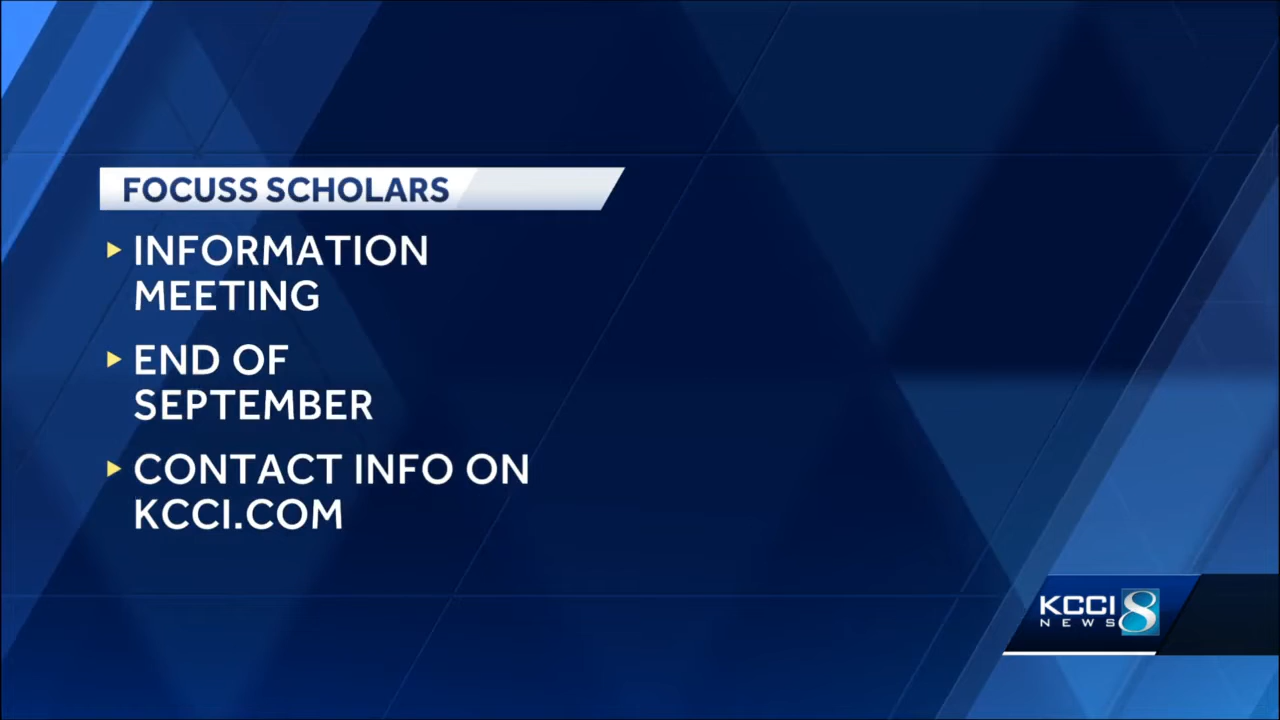 FOCUSS SCHOLARS
INFORMATION
MEETING
END OF
SEPTEMBER
CONTACT INFO ON
KCCI.COM
KCCI 8
NEWS